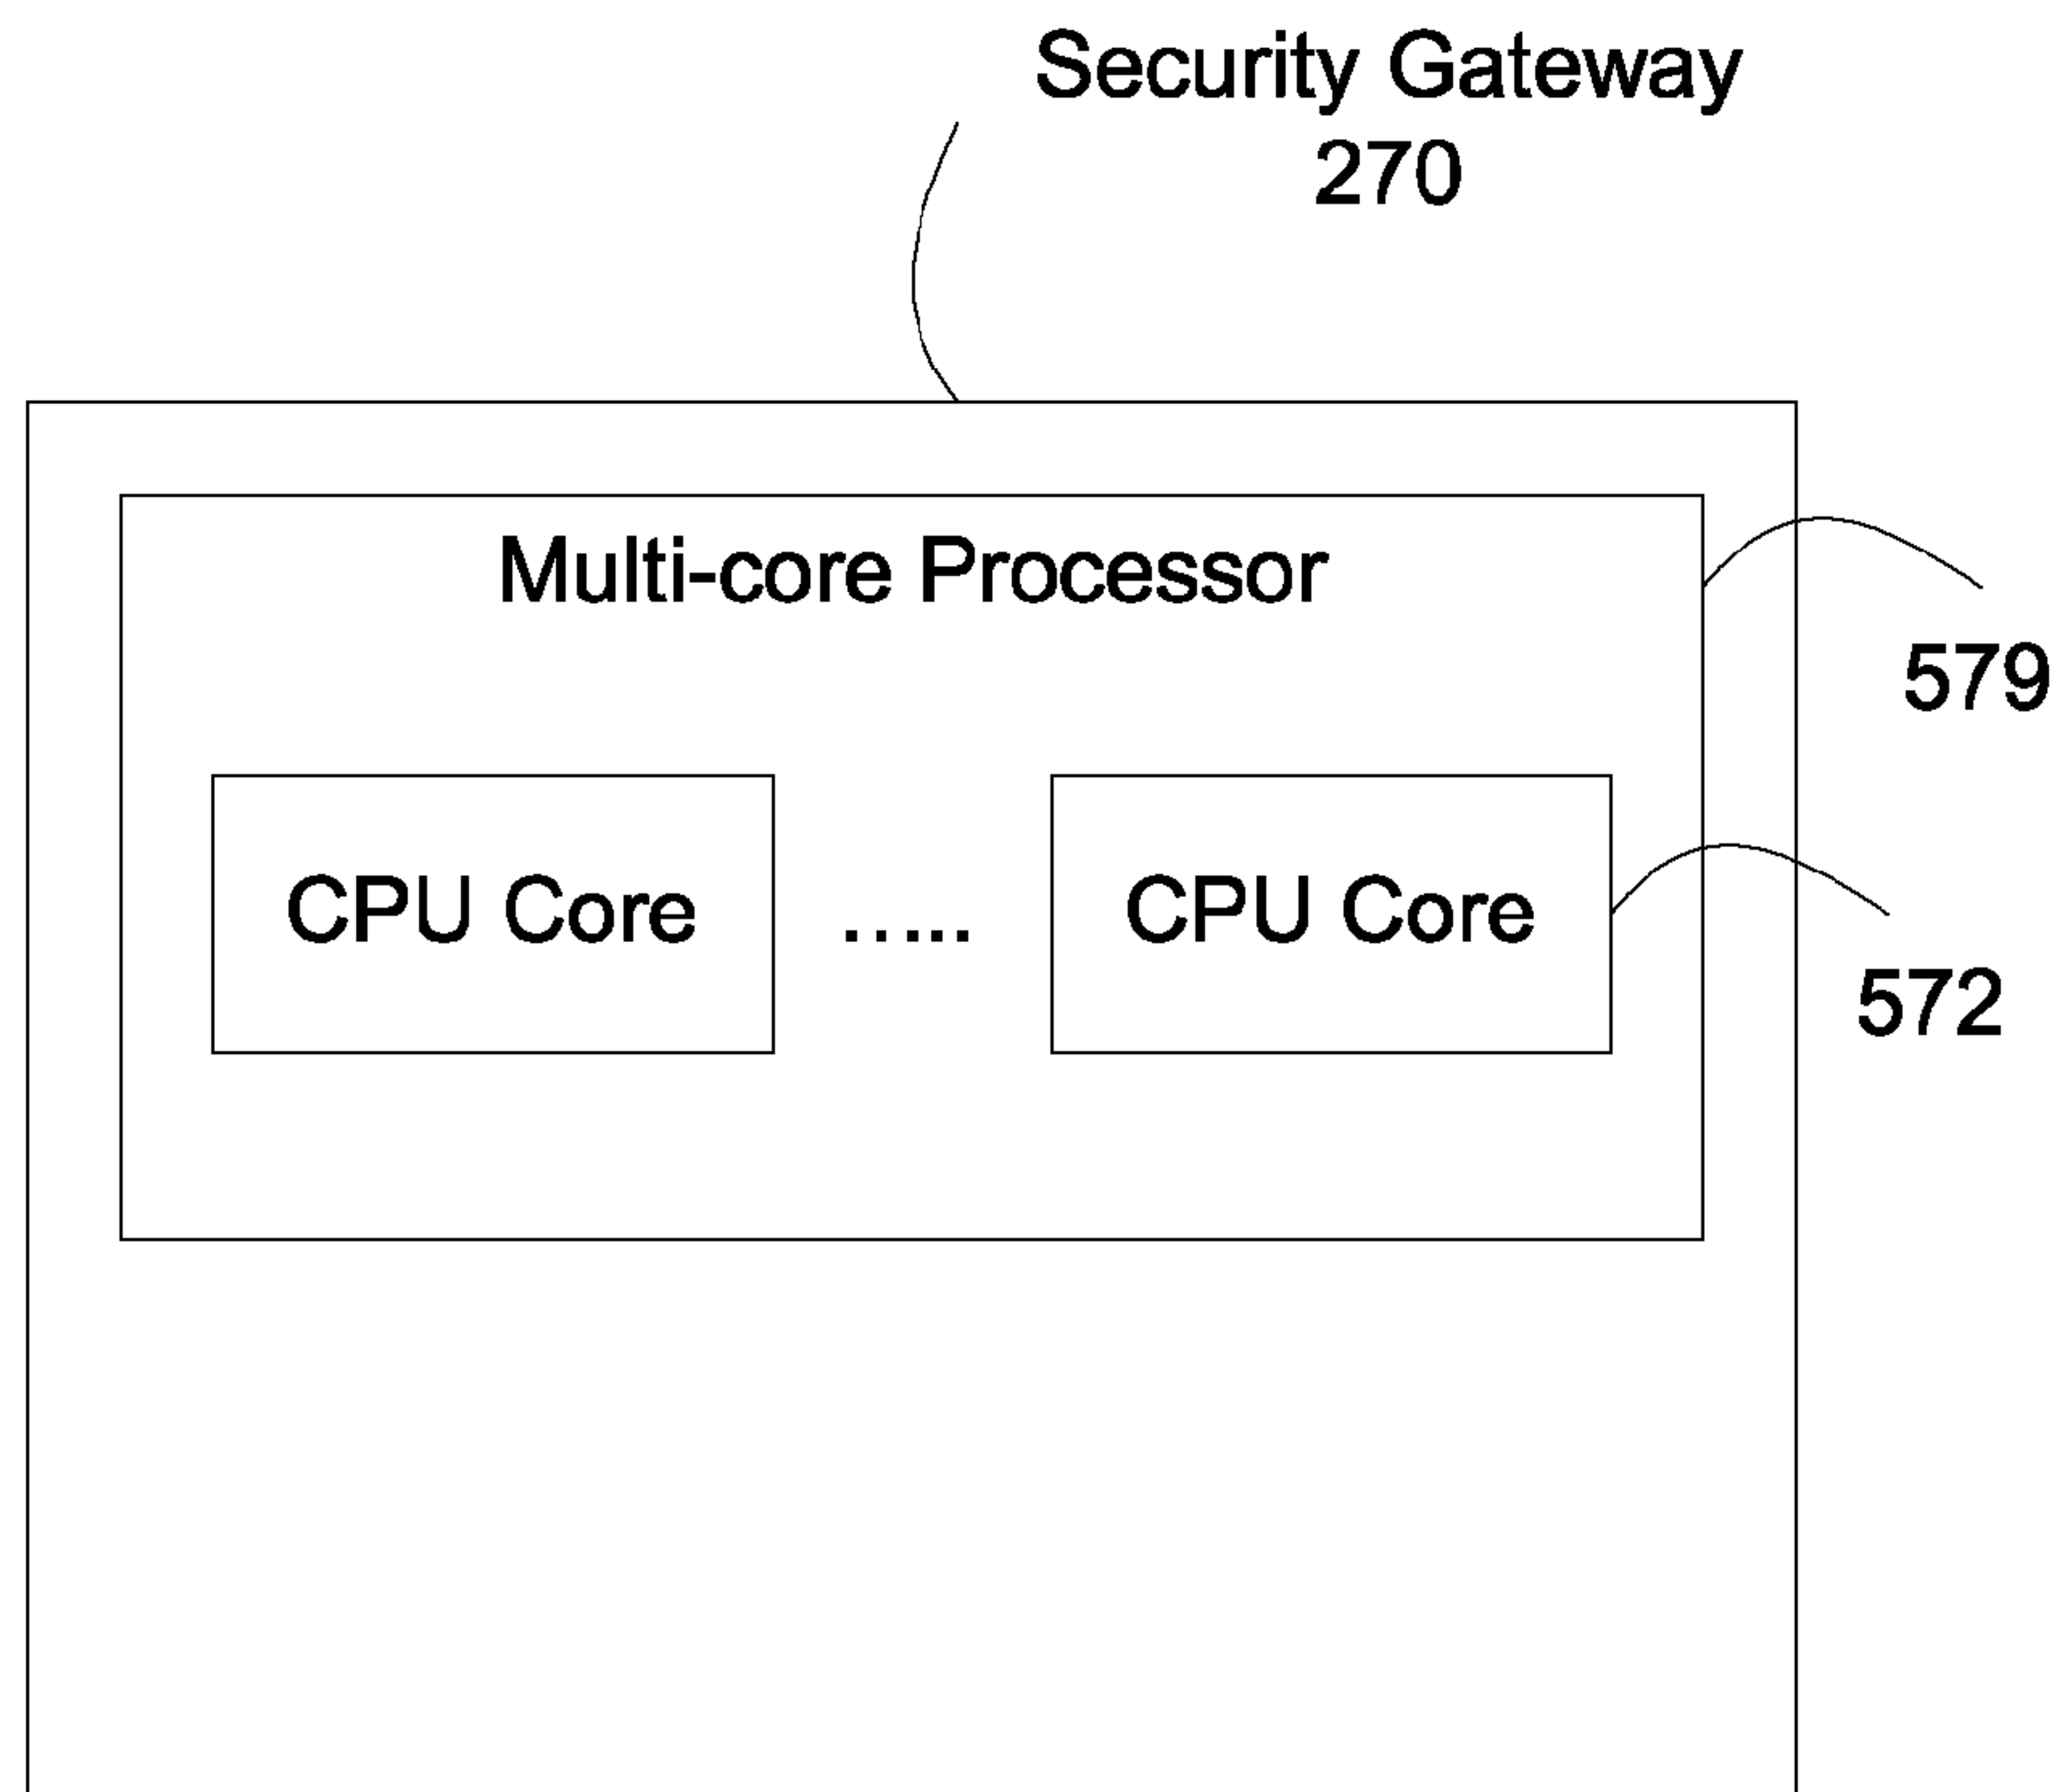 Security Gateway
270
Multi-core Processor
579
CPU Core ..... CPU Core
572